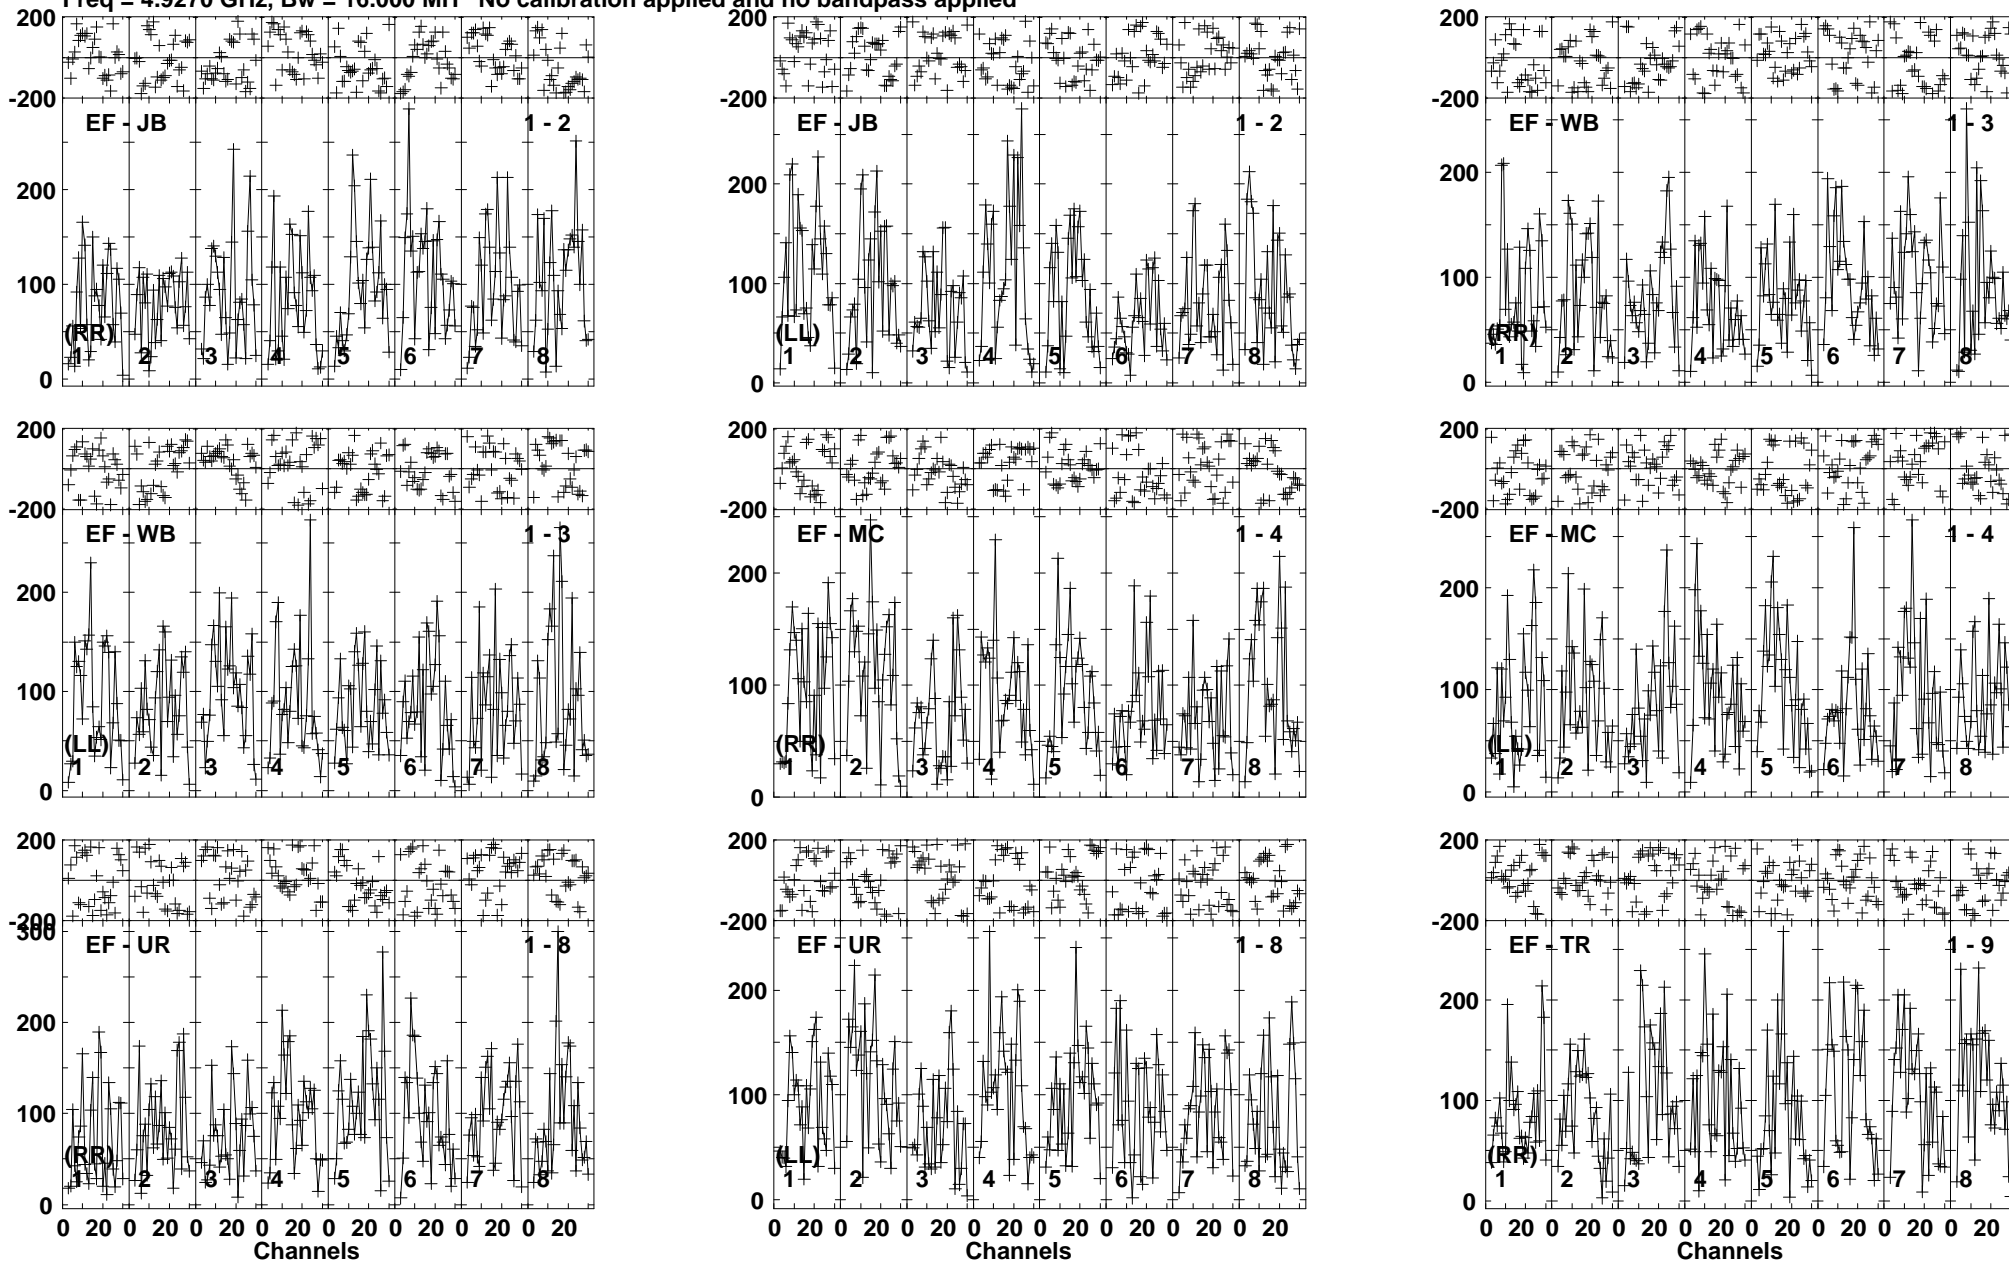 Freq = 4.9270 GHz, Bw = 16.000 MH No calibration applied and no bandpass applied
200 200 200
-200 -200 -200
EF - JB 1 - 2 EF - JB 1 - 2 EF - WB 1 - 3
200 200 200
100 100 100
(RR) (LL) (RR)
1 2 3 4 5 6 7 8 1 2 3 4 5 6 7 8 1 2 3 4 5 6 7 8
0 0 0
200 200 200
-200 -200 -200
EF - WB 1 - 3 EF - MC 1 - 4 EF - MC 1 - 4
200 200 200
100 100 100
(LL) (RR) (LL)
1 2 3 4 5 6 7 8 1 2 3 4 5 6 7 8 1 2 3 4 5 6 7 8
0 0 0
200 200 200
-200 -200 -200
300
EF - UR 1 - 8 EF - UR 1 - 8 EF - TR 1 - 9
200 200 200
100 100 100
(RR) (LL) (RR)
1 2 3 4 5 6 7 8 1 2 3 4 5 6 7 8 1 2 3 4 5 6 7 8
0 0 0
0 20 0 20 0 20 0 20 0 20 0 20 0 20 0 20 0 20 0 20 0 20 0 20 0 20 0 20 0 20 0 20 0 20 0 20 0 20 0 20 0 20 0 20 0 20 0 20
Channels Channels Channels